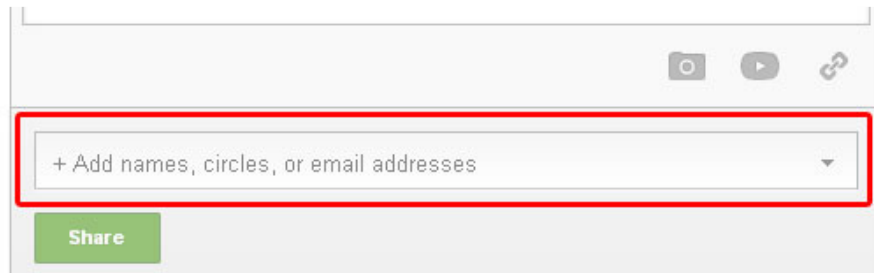 + Add names, circles, or email addresses
Share